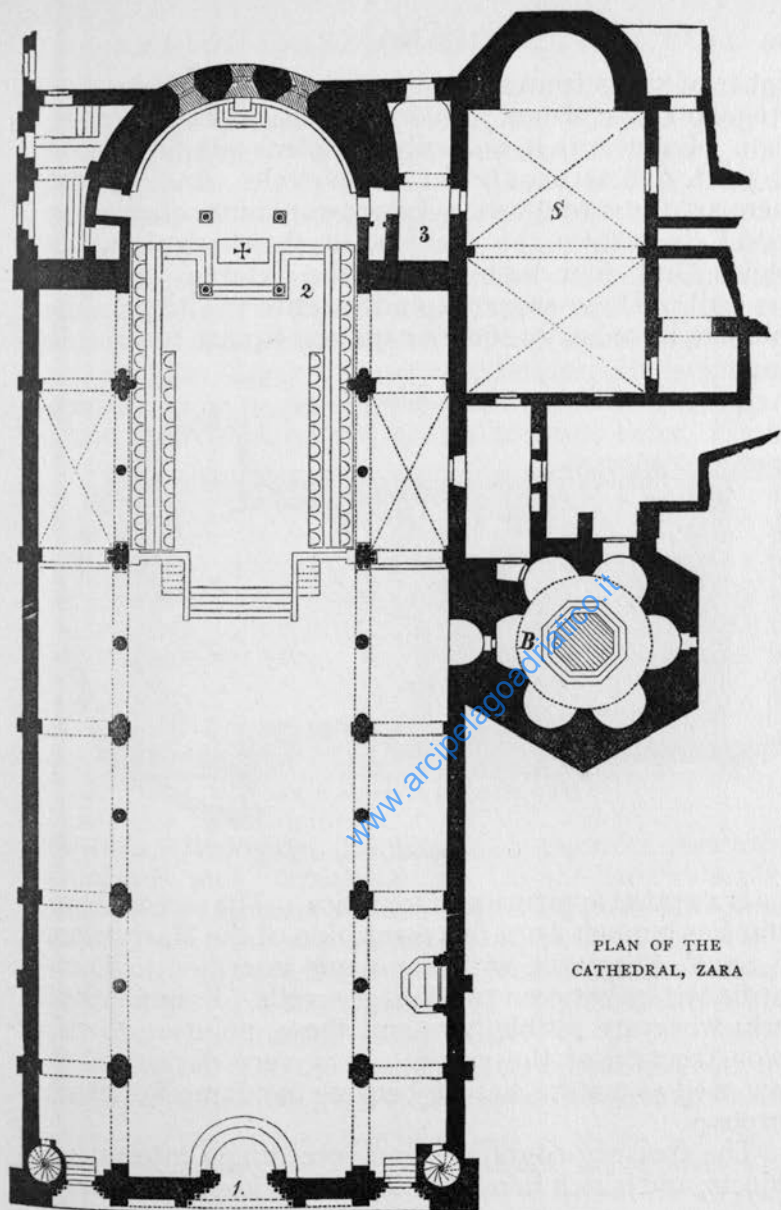 S
3
2
B
www.arcipelagoadriatico.it
PLAN OF THE
CATHEDRAL, ZARA
1.